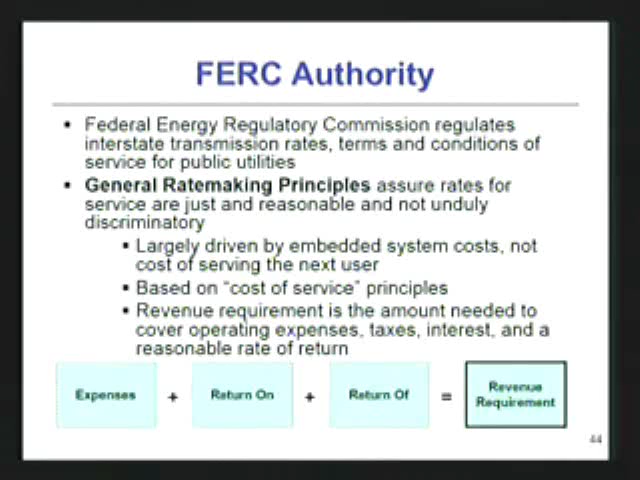 FERC Authority
▪ Federal Energy Regulatory Commission regulates
interstate transmission rates, terms and conditions of
service for public utilities
▪ General Ratemaking Principles assure rates for
service are just and reasonable and not unduly
discriminatory
▪ Largely driven by embedded system costs, not
cost of serving the next user
▪ Based on “cost of service” principles
▪ Revenue requirement is the amount needed to
cover operating expenses, taxes, interest, and a
reasonable rate of return
Expenses + Return On + Return Of = Revenue
Requirement
44